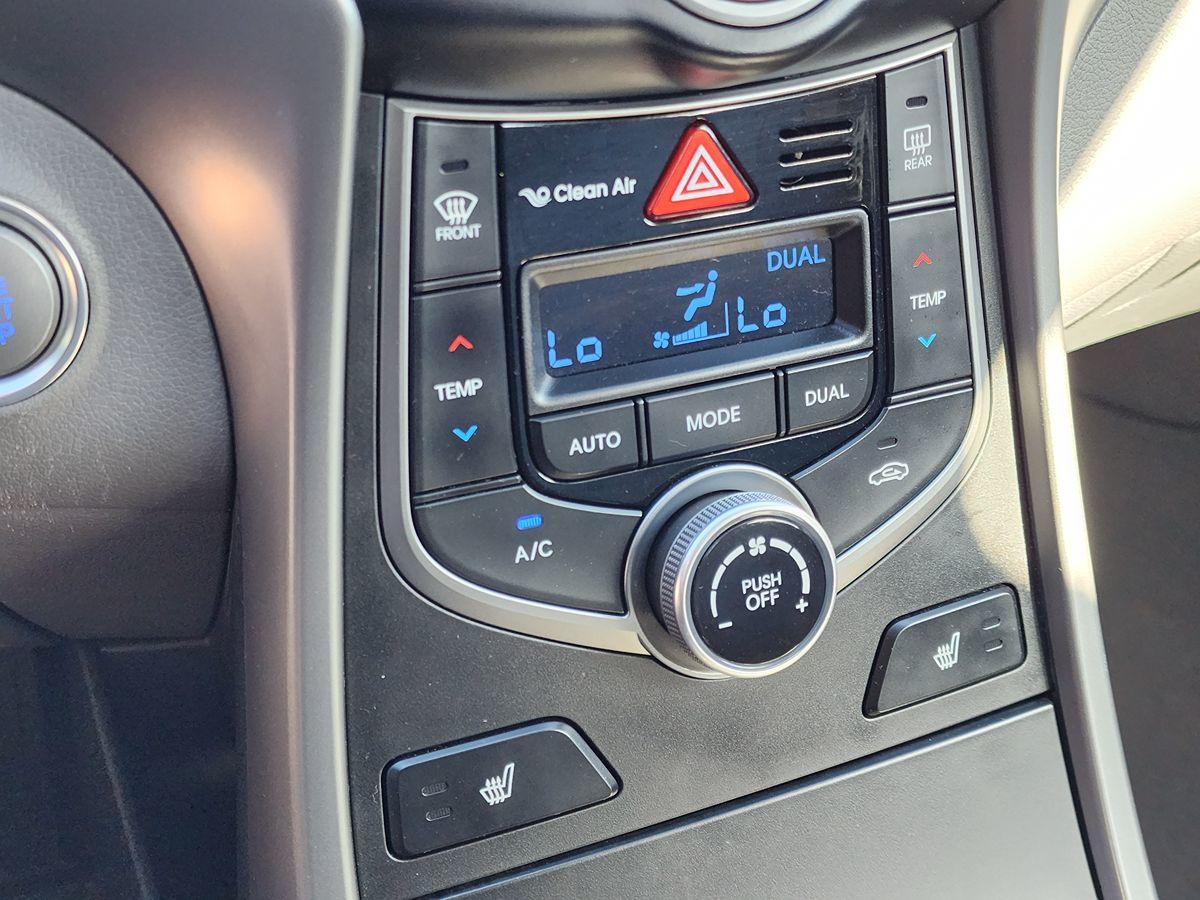 Clean Air
FRONT
REAR
DUAL
Lo
Lo
TEMP
TEMP
AUTO
MODE
DUAL
A/C
PUSH
OFF
- +